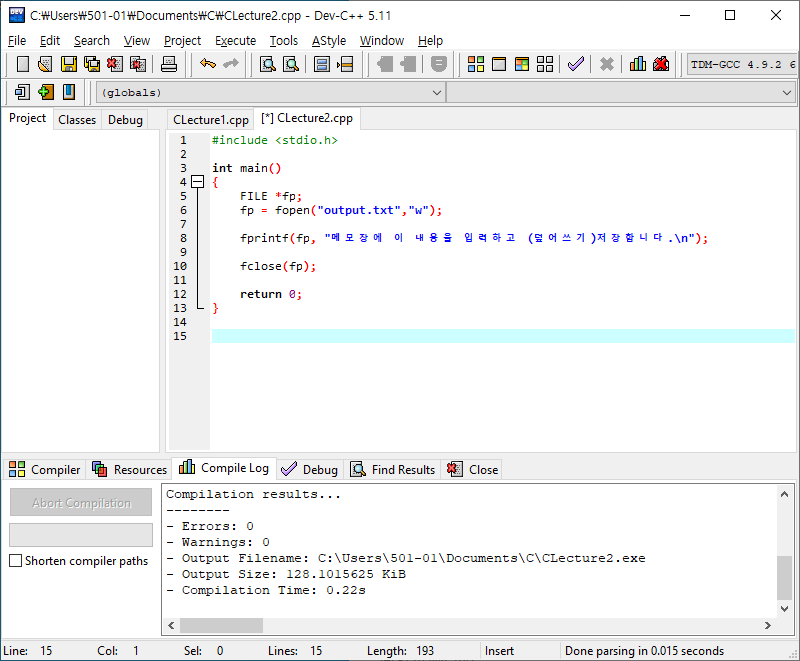 C:₩Users₩501-01₩Documents₩C₩CLecture2.cpp - Dev-C++ 5.11
File Edit Search View Project Execute Tools AStyle Window Help
TDM-GCC 4.9.2 6
(globals)
Project Classes Debug
CLecture1.cpp [*] CLecture2.cpp
1 #include <stdio.h>
2
3 int main()
4 {
5 FILE *fp;
6 fp = fopen("output.txt","w");
7
8 fprintf(fp, "메모장에 이 내용을 입력하고 (덮어쓰기)저장합니다.\n");
9
10 fclose(fp);
11
12 return 0;
13 }
14
15
Compiler Resources Compile Log Debug Find Results Close
Abort Compilation
Shorten compiler paths
Compilation results...
--------
- Errors: 0
- Warnings: 0
- Output Filename: C:\Users\501-01\Documents\C\CLecture2.exe
- Output Size: 128.1015625 KiB
- Compilation Time: 0.22s
Line: 15 Col: 1 Sel: 0 Lines: 15 Length: 193 Insert Done parsing in 0.015 seconds